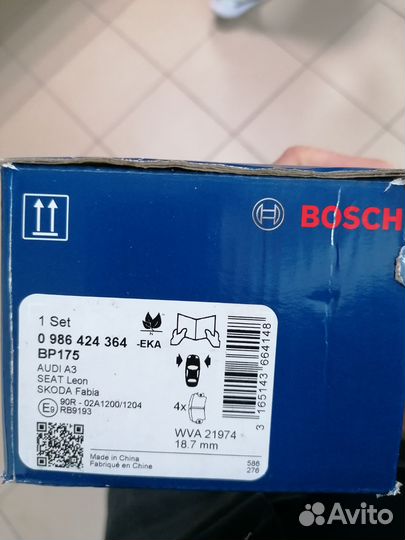 BOSCH
1 Set
0 986 424 364 -EKA
BP175
AUDI A3
SEAT Leon
SKODA Fabia
E9 90R - 02A1200/1204
RB9193
4x
WVA 21974
18.7 mm
3 165143 664148
Made in China
Fabriqué en Chine
586
276
Avito